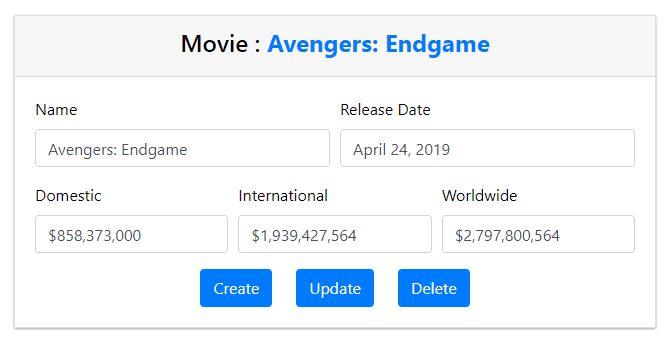 Movie : Avengers: Endgame
Name Release Date
Avengers: Endgame April 24, 2019
Domestic International Worldwide
$858,373,000 $1,939,427,564 $2,797,800,564
Create Update Delete